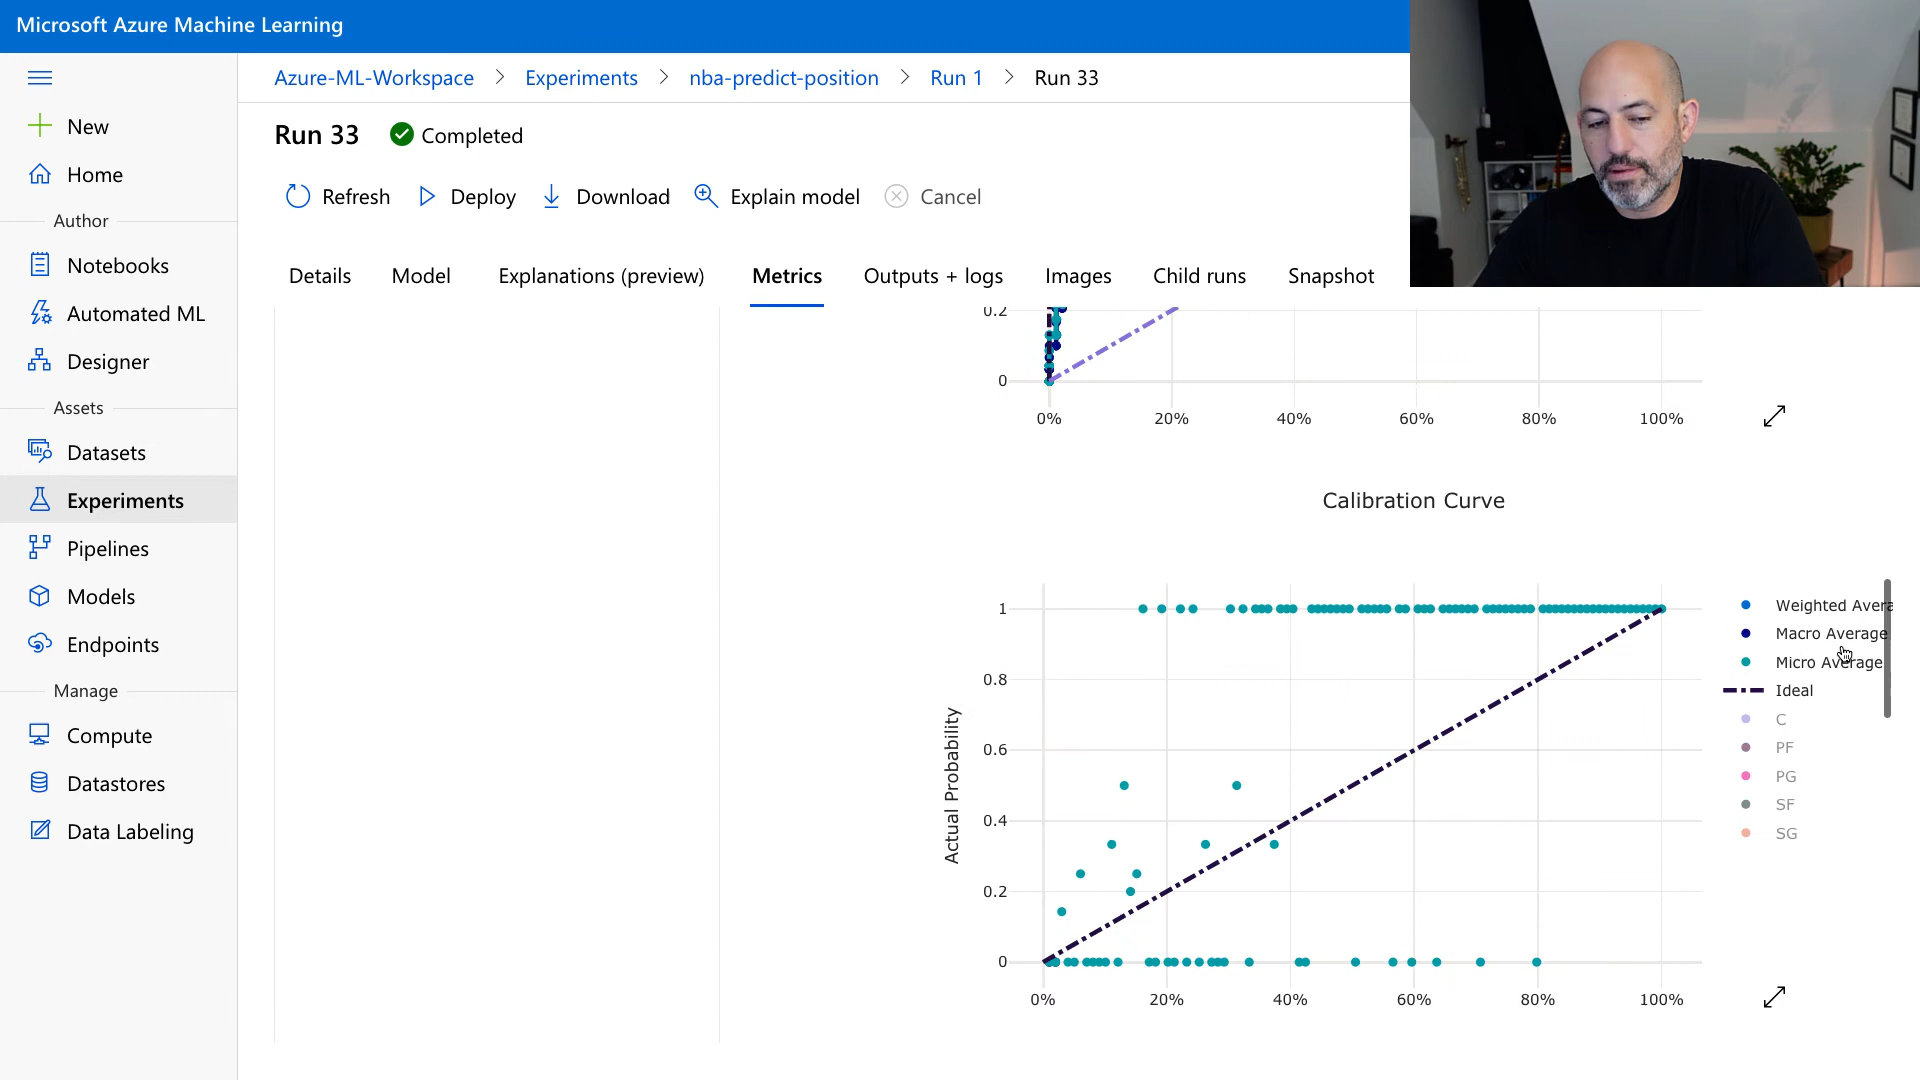 Microsoft Azure Machine Learning
Azure-ML-Workspace > Experiments > nba-predict-position > Run 1 > Run 33
New
Home
Author
Notebooks
Automated ML
Designer
Assets
Datasets
Experiments
Pipelines
Models
Endpoints
Manage
Compute
Datastores
Data Labeling
Run 33 Completed
Refresh Deploy Download Explain model Cancel
Details Model Explanations (preview) Metrics Outputs + logs Images Child runs Snapshot
0.2
0
0% 20% 40% 60% 80% 100%
Calibration Curve
Actual Probability
1
0.8
0.6
0.4
0.2
0
0% 20% 40% 60% 80% 100%
Weighted Avera
Macro Average
Micro Average
Ideal
C
PF
PG
SF
SG